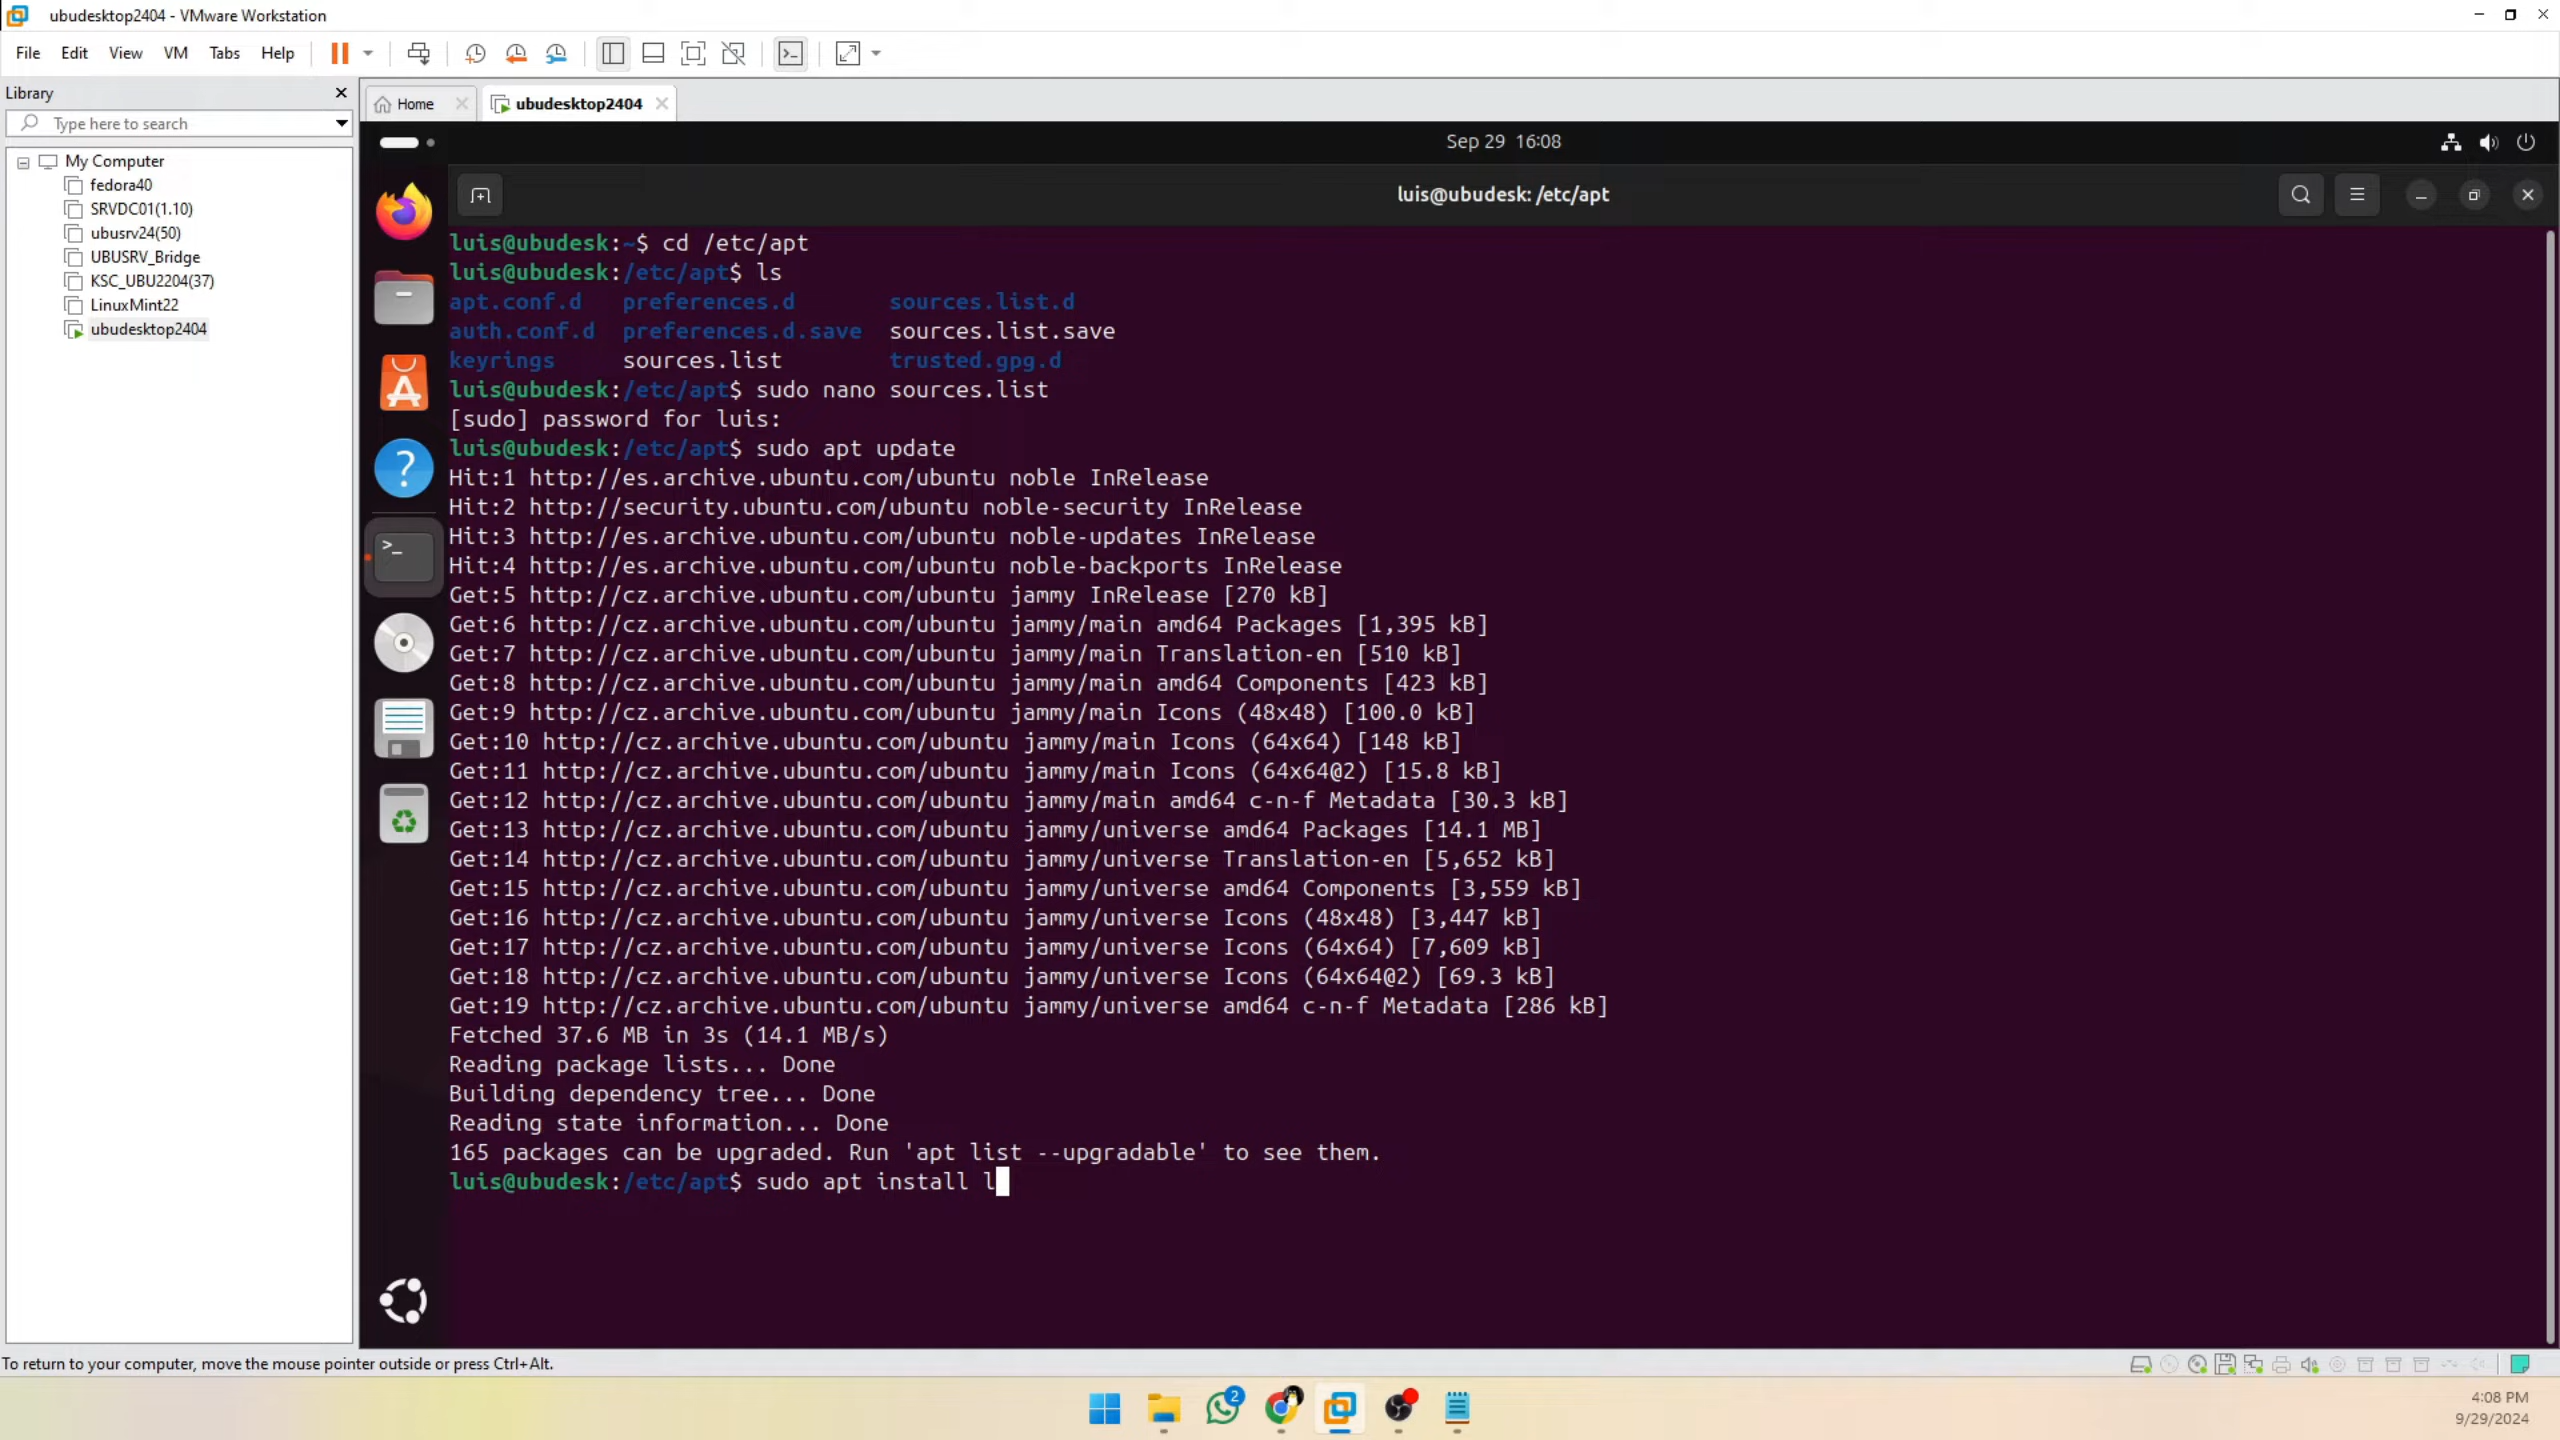 ubudesktop2404 - VMware Workstation
File Edit View VM Tabs Help
Library
Type here to search
My Computer
fedora40
SRVDC01(1.10)
ubusrv24(50)
UBUSRV_Bridge
KSC_UBU2204(37)
LinuxMint22
ubudesktop2404
Home ubudesktop2404
Sep 29 16:08
luis@ubudesk: /etc/apt
luis@ubudesk:~$ cd /etc/apt
luis@ubudesk:/etc/apt$ ls
apt.conf.d preferences.d sources.list.d
auth.conf.d preferences.d.save sources.list.save
keyrings sources.list trusted.gpg.d
luis@ubudesk:/etc/apt$ sudo nano sources.list
[sudo] password for luis:
luis@ubudesk:/etc/apt$ sudo apt update
Hit:1 http://es.archive.ubuntu.com/ubuntu noble InRelease
Hit:2 http://security.ubuntu.com/ubuntu noble-security InRelease
Hit:3 http://es.archive.ubuntu.com/ubuntu noble-updates InRelease
Hit:4 http://es.archive.ubuntu.com/ubuntu noble-backports InRelease
Get:5 http://cz.archive.ubuntu.com/ubuntu jammy InRelease [270 kB]
Get:6 http://cz.archive.ubuntu.com/ubuntu jammy/main amd64 Packages [1,395 kB]
Get:7 http://cz.archive.ubuntu.com/ubuntu jammy/main Translation-en [510 kB]
Get:8 http://cz.archive.ubuntu.com/ubuntu jammy/main amd64 Components [423 kB]
Get:9 http://cz.archive.ubuntu.com/ubuntu jammy/main Icons (48x48) [100.0 kB]
Get:10 http://cz.archive.ubuntu.com/ubuntu jammy/main Icons (64x64) [148 kB]
Get:11 http://cz.archive.ubuntu.com/ubuntu jammy/main Icons (64x64@2) [15.8 kB]
Get:12 http://cz.archive.ubuntu.com/ubuntu jammy/main amd64 c-n-f Metadata [30.3 kB]
Get:13 http://cz.archive.ubuntu.com/ubuntu jammy/universe amd64 Packages [14.1 MB]
Get:14 http://cz.archive.ubuntu.com/ubuntu jammy/universe Translation-en [5,652 kB]
Get:15 http://cz.archive.ubuntu.com/ubuntu jammy/universe amd64 Components [3,559 kB]
Get:16 http://cz.archive.ubuntu.com/ubuntu jammy/universe Icons (48x48) [3,447 kB]
Get:17 http://cz.archive.ubuntu.com/ubuntu jammy/universe Icons (64x64) [7,609 kB]
Get:18 http://cz.archive.ubuntu.com/ubuntu jammy/universe Icons (64x64@2) [69.3 kB]
Get:19 http://cz.archive.ubuntu.com/ubuntu jammy/universe amd64 c-n-f Metadata [286 kB]
Fetched 37.6 MB in 3s (14.1 MB/s)
Reading package lists... Done
Building dependency tree... Done
Reading state information... Done
165 packages can be upgraded. Run 'apt list --upgradable' to see them.
luis@ubudesk:/etc/apt$ sudo apt install l
To return to your computer, move the mouse pointer outside or press Ctrl+Alt.
2
4:08 PM
9/29/2024